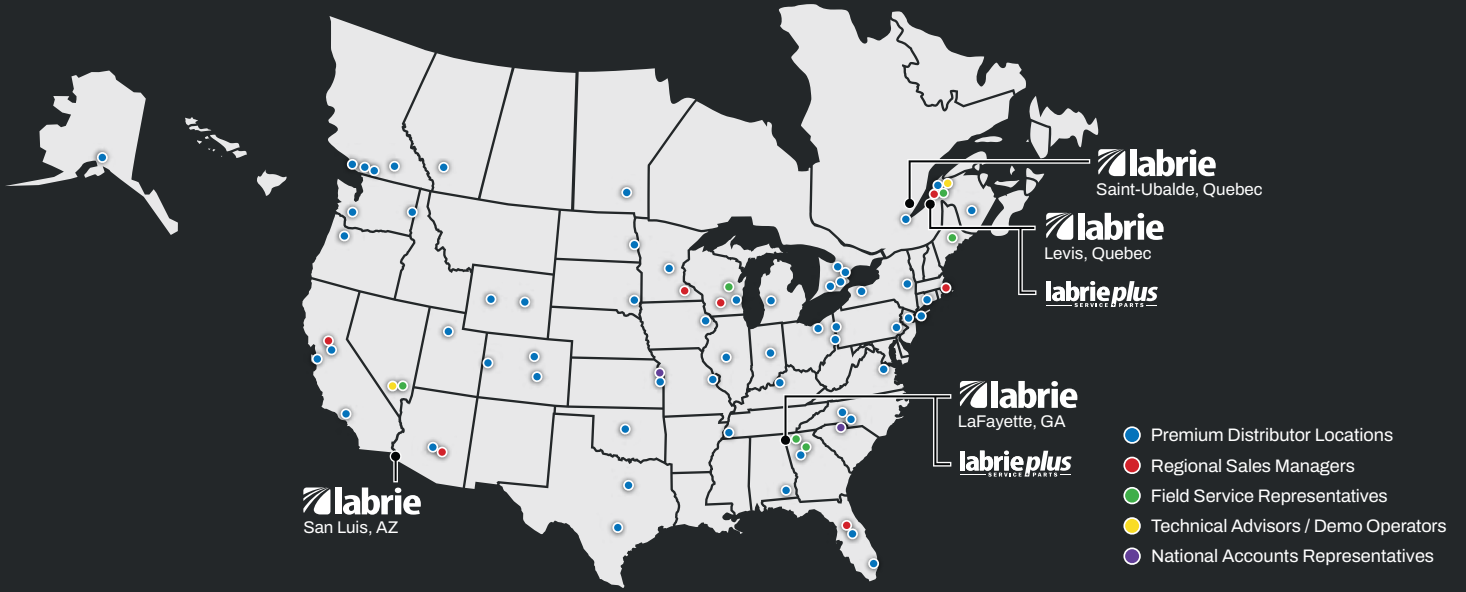 labrie
Saint-Ubalde, Quebec
labrie
Levis, Quebec
labrieplus
SERVICE & PARTS
labrie
LaFayette, GA
labrieplus
SERVICE & PARTS
labrie
San Luis, AZ
Premium Distributor Locations
Regional Sales Managers
Field Service Representatives
Technical Advisors / Demo Operators
National Accounts Representatives